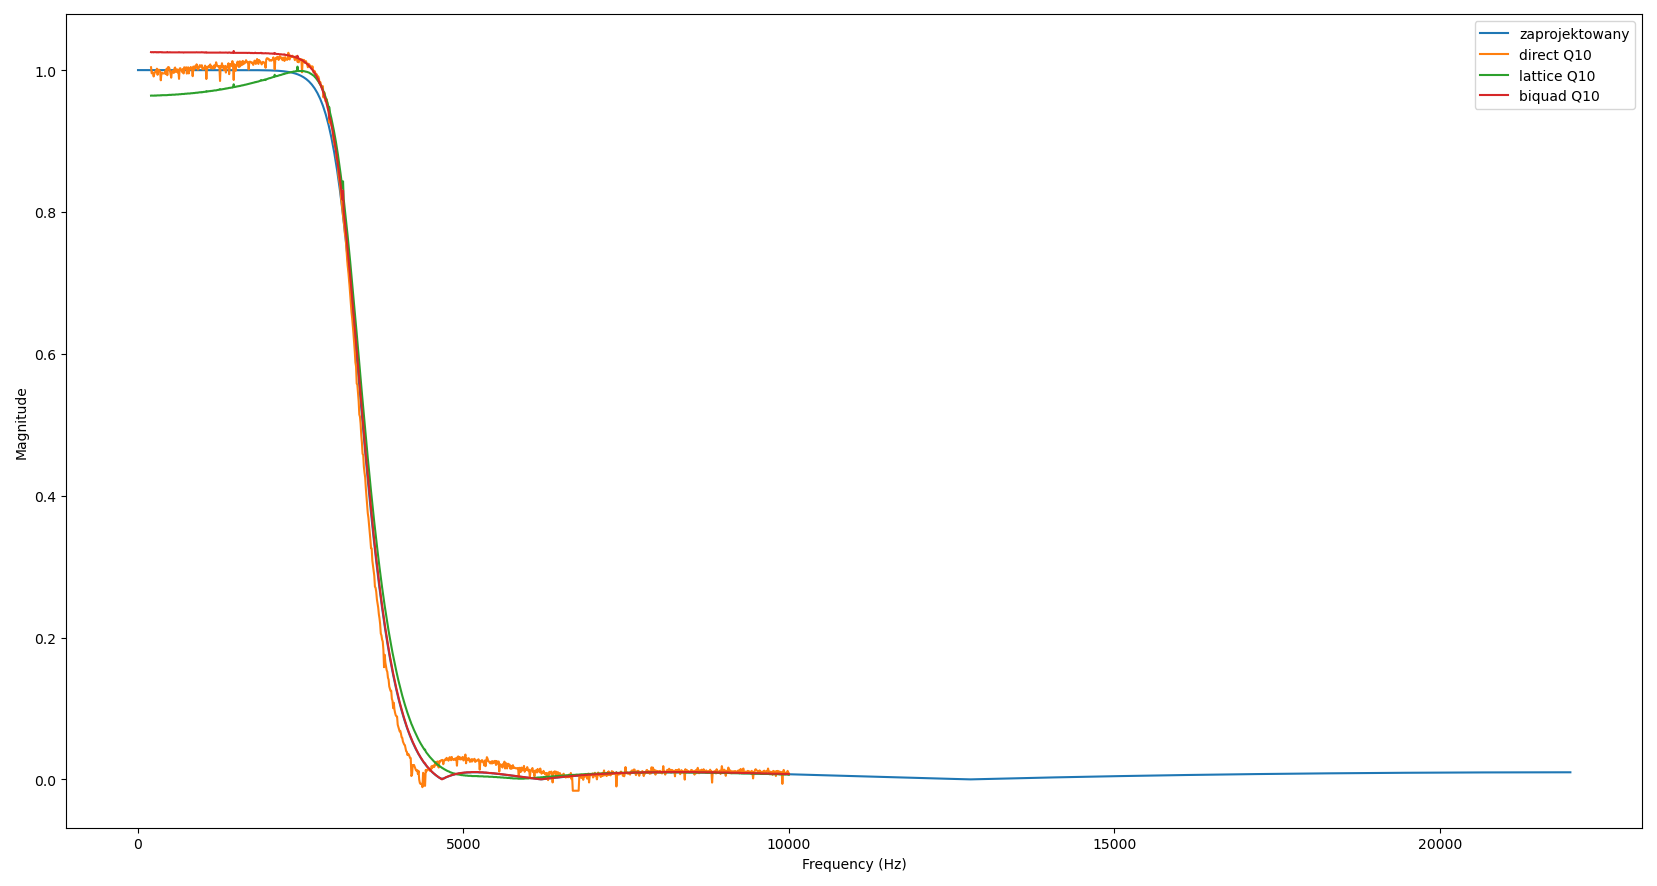 zaprojektowany
direct Q10
lattice Q10
biquad Q10
1.0
0.8
0.6
0.4
0.2
0.0
Magnitude
0 5000 10000 15000 20000
Frequency (Hz)